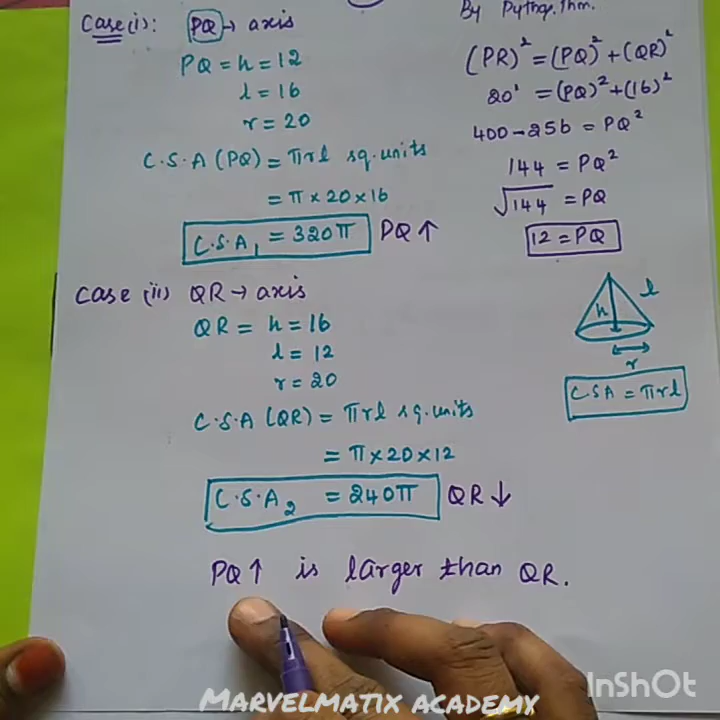 Case(i): PQ → axis
PQ = h = 12
l = 16
r = 20
C.S.A (PQ) = πrl sq.units
= π × 20 × 16
C.S.A₁ = 320π PQ ↑
By Pythg. Thm.
(PR)² = (PQ)² + (QR)²
20² = (PQ)² + (16)²
400 - 256 = PQ²
144 = PQ²
√144 = PQ
12 = PQ
Case (ii) QR → axis
QR = h = 16
l = 12
r = 20
C.S.A (QR) = πrl sq.units
= π × 20 × 12
C.S.A₂ = 240π QR ↓
h l
r
CSA = πrl
PQ ↑ is larger than QR.
MARVELMATIX ACADEMY
InShOt